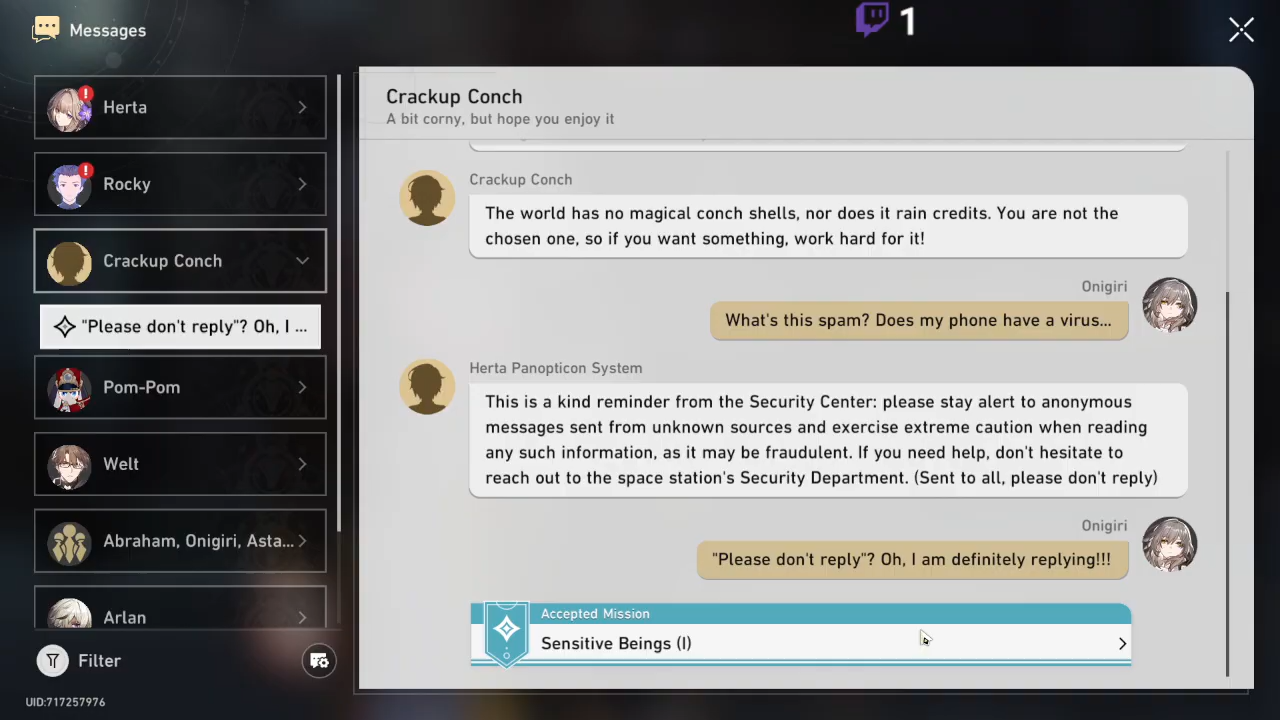 Messages
1
Herta
Rocky
Crackup Conch
"Please don't reply"? Oh, I ...
Pom-Pom
Welt
Abraham, Onigiri, Asta...
Arlan
Filter
UID:717257976
Crackup Conch
A bit corny, but hope you enjoy it
Crackup Conch
The world has no magical conch shells, nor does it rain credits. You are not the
chosen one, so if you want something, work hard for it!
Onigiri
What's this spam? Does my phone have a virus...
Herta Panopticon System
This is a kind reminder from the Security Center: please stay alert to anonymous
messages sent from unknown sources and exercise extreme caution when reading
any such information, as it may be fraudulent. If you need help, don't hesitate to
reach out to the space station's Security Department. (Sent to all, please don't reply)
Onigiri
"Please don't reply"? Oh, I am definitely replying!!!
Accepted Mission
Sensitive Beings (I)